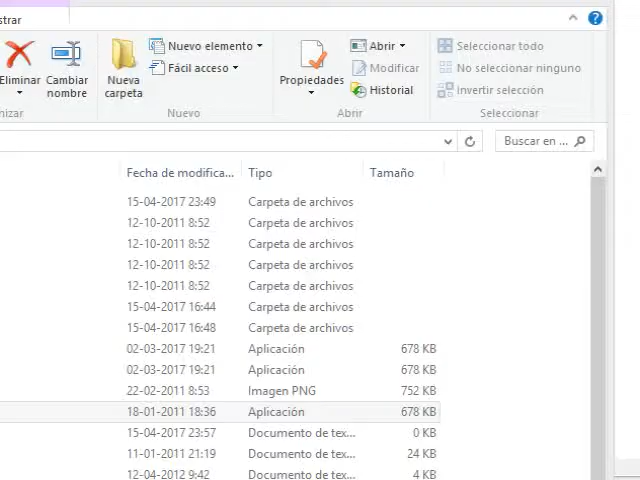 strar
Eliminar
Cambiar
nombre
Nueva
carpeta
Nuevo elemento
Fácil acceso
Propiedades
Abrir
Modificar
Historial
Seleccionar todo
No seleccionar ninguno
Invertir selección
nizar
Nuevo
Abrir
Seleccionar
Buscar en ...
Fecha de modifica... Tipo Tamaño
15-04-2017 23:49 Carpeta de archivos
12-10-2011 8:52 Carpeta de archivos
12-10-2011 8:52 Carpeta de archivos
12-10-2011 8:52 Carpeta de archivos
12-10-2011 8:52 Carpeta de archivos
15-04-2017 16:44 Carpeta de archivos
15-04-2017 16:48 Carpeta de archivos
02-03-2017 19:21 Aplicación 678 KB
02-03-2017 19:21 Aplicación 678 KB
22-02-2011 8:53 Imagen PNG 752 KB
18-01-2011 18:36 Aplicación 678 KB
15-04-2017 23:57 Documento de tex... 0 KB
11-01-2011 21:19 Documento de tex... 24 KB
12-04-2012 9:42 Documento de tex... 4 KB